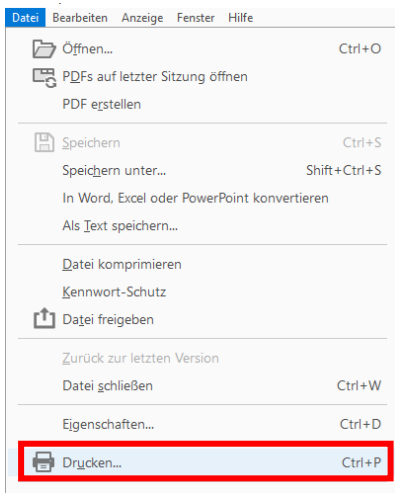 Datei Bearbeiten Anzeige Fenster Hilfe
Öffnen... Ctrl+O
PDFs auf letzter Sitzung öffnen
PDF erstellen
Speichern Ctrl+S
Speichern unter... Shift+Ctrl+S
In Word, Excel oder PowerPoint konvertieren
Als Text speichern...
Datei komprimieren
Kennwort-Schutz
Datei freigeben
Zurück zur letzten Version
Datei schließen Ctrl+W
Eigenschaften... Ctrl+D
Drucken... Ctrl+P